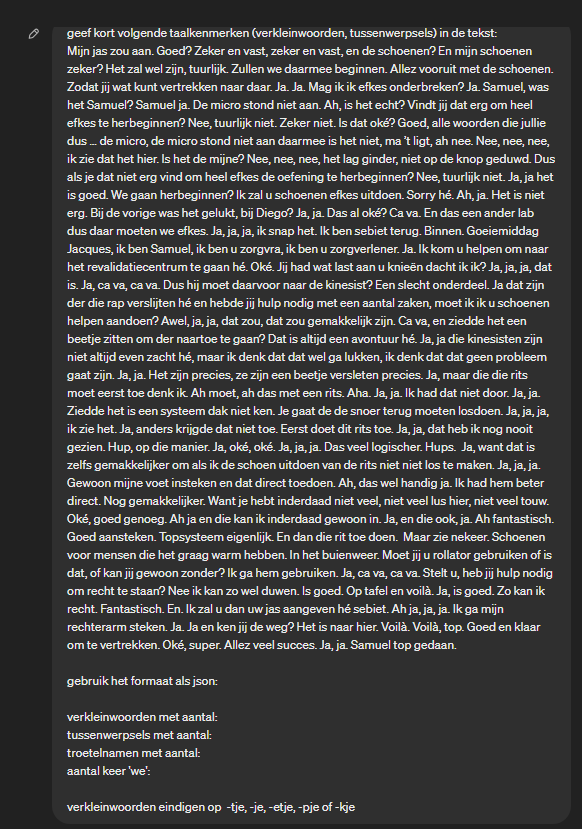 geef kort volgende taalkenmerken (verkleinwoorden, tussenwerpsels) in de tekst:
Mijn jas zou aan. Goed? Zeker en vast, zeker en vast, en de schoenen? En mijn schoenen
zeker? Het zal wel zijn, tuurlijk. Zullen we daarmee beginnen. Allez vooruit met de schoenen.
Zodat jij wat kunt vertrekken naar daar. Ja. Ja. Mag ik ik efkes onderbreken? Ja. Samuel, was
het Samuel? Samuel ja. De micro stond niet aan. Ah, is het echt? Vindt jij dat erg om heel
efkes te herbeginnen? Nee, tuurlijk niet. Zeker niet. Is dat oké? Goed, alle woorden die jullie
dus ... de micro, de micro stond niet aan daarmee is het niet, ma 't ligt, ah nee. Nee, nee, nee,
ik zie dat het hier. Is het de mijne? Nee, nee, nee, het lag ginder, niet op de knop geduwd. Dus
als je dat niet erg vind om heel efkes de oefening te herbeginnen? Nee, tuurlijk niet. Ja, ja het
is goed. We gaan herbeginnen? Ik zal u schoenen efkes uitdoen. Sorry hé. Ah, ja. Het is niet
erg. Bij de vorige was het gelukt, bij Diego? Ja, ja. Das al oké? Ca va. En das een ander lab
dus daar moeten we efkes. Ja, ja, ja, ik snap het. Ik ben sebiet terug. Binnen. Goeiemiddag
Jacques, ik ben Samuel, ik ben u zorgvra, ik ben u zorgverlener. Ja. Ik kom u helpen om naar
het revalidatiecentrum te gaan hé. Oké. Jij had wat last aan u knieën dacht ik ik? Ja, ja, ja, dat
is. Ja, ca va, ca va. Dus hij moet daarvoor naar de kinesist? Een slecht onderdeel. Ja dat zijn
der die rap verslijten hé en hebde jij hulp nodig met een aantal zaken, moet ik ik u schoenen
helpen aandoen? Awel, ja, ja, dat zou, dat zou gemakkelijk zijn. Ca va, en ziedde het een
beetje zitten om der naartoe te gaan? Dat is altijd een avontuur hé. Ja, ja die kinesisten zijn
niet altijd even zacht hé, maar ik denk dat dat wel ga lukken, ik denk dat dat geen probleem
gaat zijn. Ja, ja. Het zijn precies, ze zijn een beetje versleten precies. Ja, maar die die rits
moet eerst toe denk ik. Ah moet, ah das met een rits. Aha. Ja, ja. Ik had dat niet door. Ja, ja.
Ziedde het is een systeem dak niet ken. Je gaat de de snoer terug moeten losdoen. Ja, ja, ja,
ik zie het. Ja, anders krijgde dat niet toe. Eerst doet dit rits toe. Ja, ja, dat heb ik nog nooit
gezien. Hup, op die manier. Ja, oké, oké. Ja, ja, ja. Das veel logischer. Hups.  Ja, want dat is
zelfs gemakkelijker om als ik de schoen uitdoen van de rits niet niet los te maken. Ja, ja, ja.
Gewoon mijne voet insteken en dat direct toedoen. Ah, das wel handig ja. Ik had hem beter
direct. Nog gemakkelijker. Want je hebt inderdaad niet veel, niet veel lus hier, niet veel touw.
Oké, goed genoeg. Ah ja en die kan ik inderdaad gewoon in. Ja, en die ook, ja. Ah fantastisch.
Goed aansteken. Topsysteem eigenlijk. En dan die rit toe doen.  Maar zie nekeer. Schoenen
voor mensen die het graag warm hebben. In het buienweer. Moet jij u rollator gebruiken of is
dat, of kan jij gewoon zonder? Ik ga hem gebruiken. Ja, ca va, ca va. Stelt u, heb jij hulp nodig
om recht te staan? Nee ik kan zo wel duwen. Is goed. Op tafel en voilà. Ja, is goed. Zo kan ik
recht. Fantastisch. En. Ik zal u dan uw jas aangeven hé sebiet. Ah ja, ja, ja. Ik ga mijn
rechterarm steken. Ja. Ja en ken jij de weg? Het is naar hier. Voilà. Voilà, top. Goed en klaar
om te vertrekken. Oké, super. Allez veel succes. Ja, ja. Samuel top gedaan.
gebruik het formaat als json:
verkleinwoorden met aantal:
tussenwerpsels met aantal:
troetelnamen met aantal:
aantal keer 'we':
verkleinwoorden eindigen op  -tje, -je, -etje, -pje of -kje